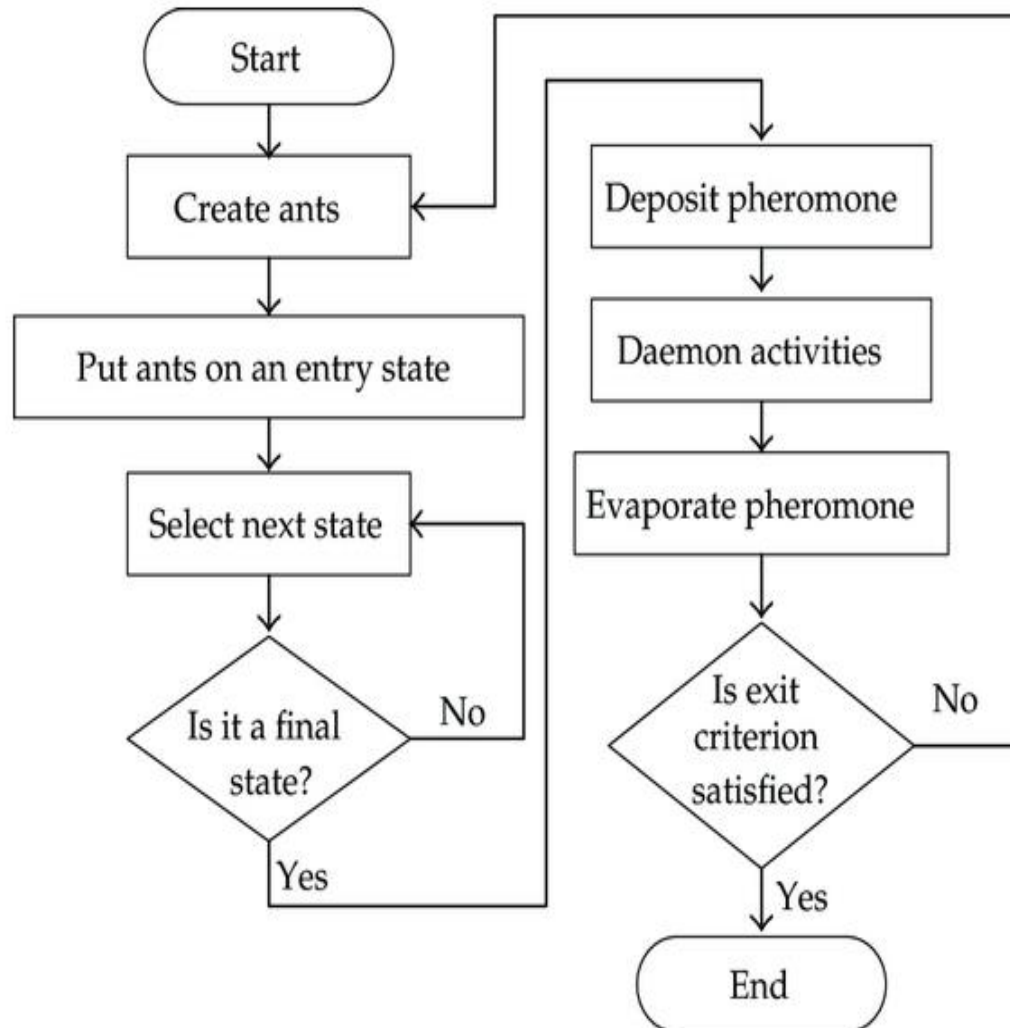 Start
Create ants
Put ants on an entry state
Select next state
Is it a final
state?
No
Yes
Deposit pheromone
Daemon activities
Evaporate pheromone
Is exit
criterion
satisfied?
No
Yes
End